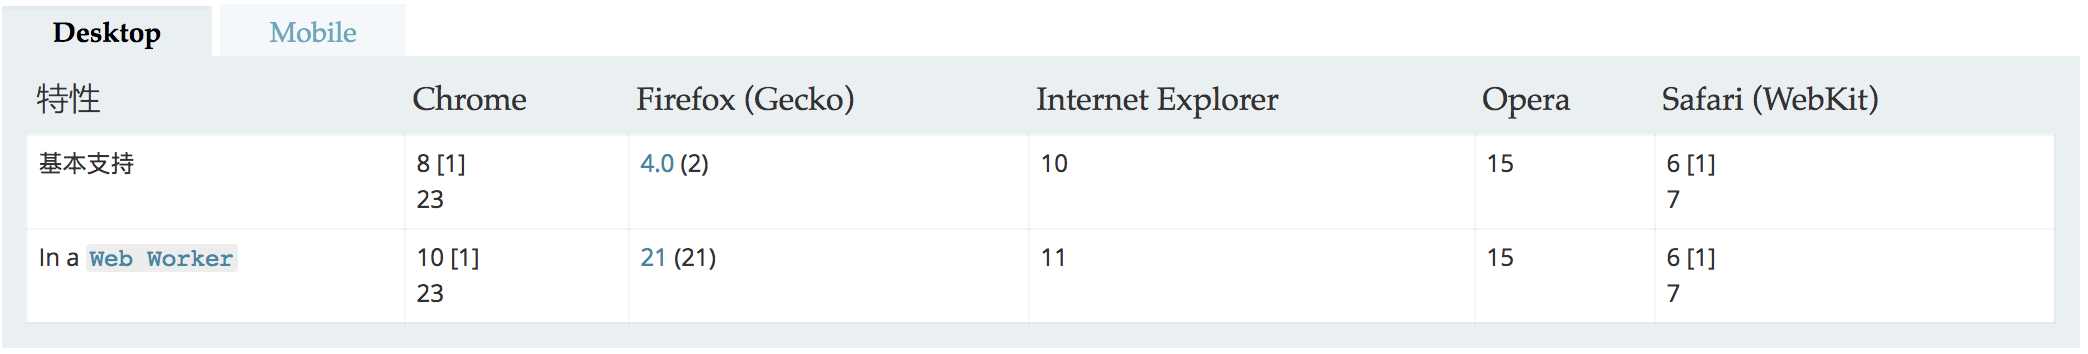 Desktop Mobile
特性 Chrome Firefox (Gecko) Internet Explorer Opera Safari (WebKit)
基本支持 8 [1] 4.0 (2) 10 15 6 [1]
23 7
In a Web Worker 10 [1] 21 (21) 11 15 6 [1]
23 7